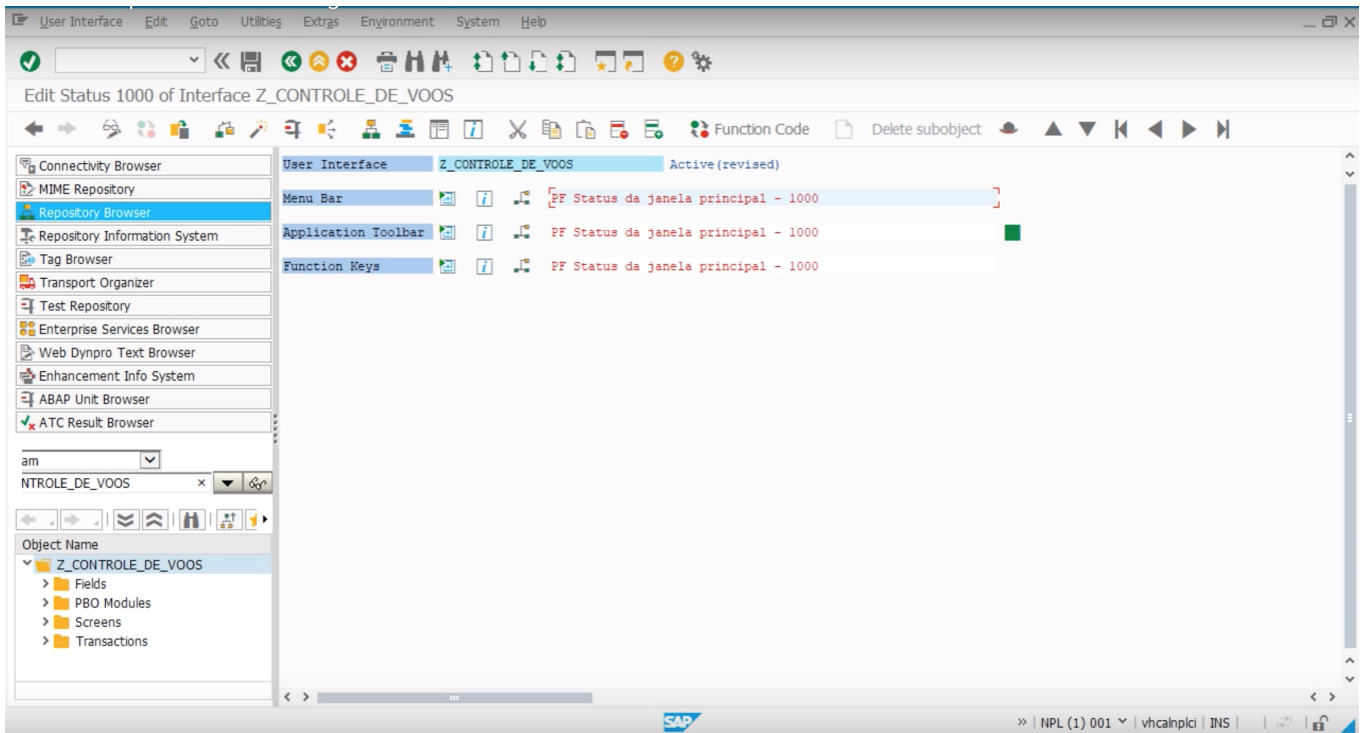 User Interface Edit Goto Utilities Extras Environment System Help
Edit Status 1000 of Interface Z_CONTROLE_DE_VOOS
Function Code Delete subobject
Connectivity Browser
MIME Repository
Repository Browser
Repository Information System
Tag Browser
Transport Organizer
Test Repository
Enterprise Services Browser
Web Dynpro Text Browser
Enhancement Info System
ABAP Unit Browser
ATC Result Browser
am
NTROLE_DE_VOOS
Object Name
Z_CONTROLE_DE_VOOS
Fields
PBO Modules
Screens
Transactions
User Interface Z_CONTROLE_DE_VOOS Active(revised)
Menu Bar PF Status da janela principal - 1000
Application Toolbar PF Status da janela principal - 1000
Function Keys PF Status da janela principal - 1000
SAP
NPL (1) 001 vhcalnplci INS